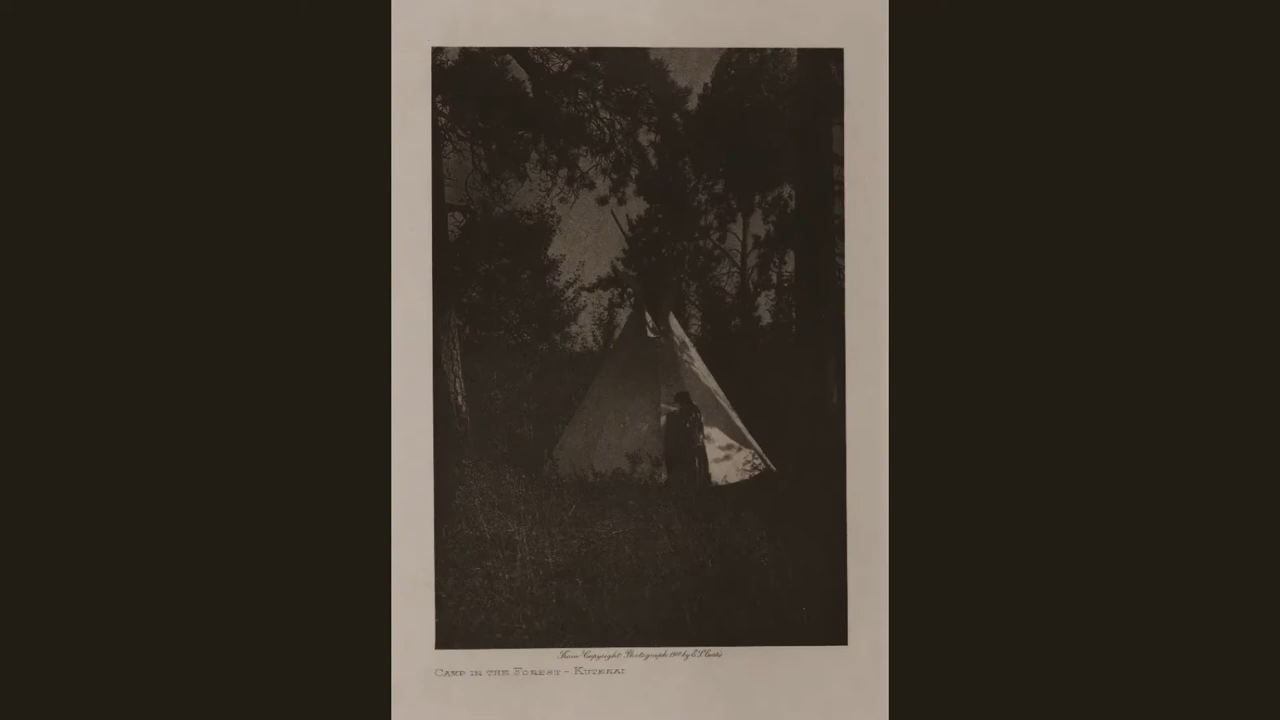 From Copyright Photograph 1910 by E.S. Curtis
Camp in the Forest - Kutenai